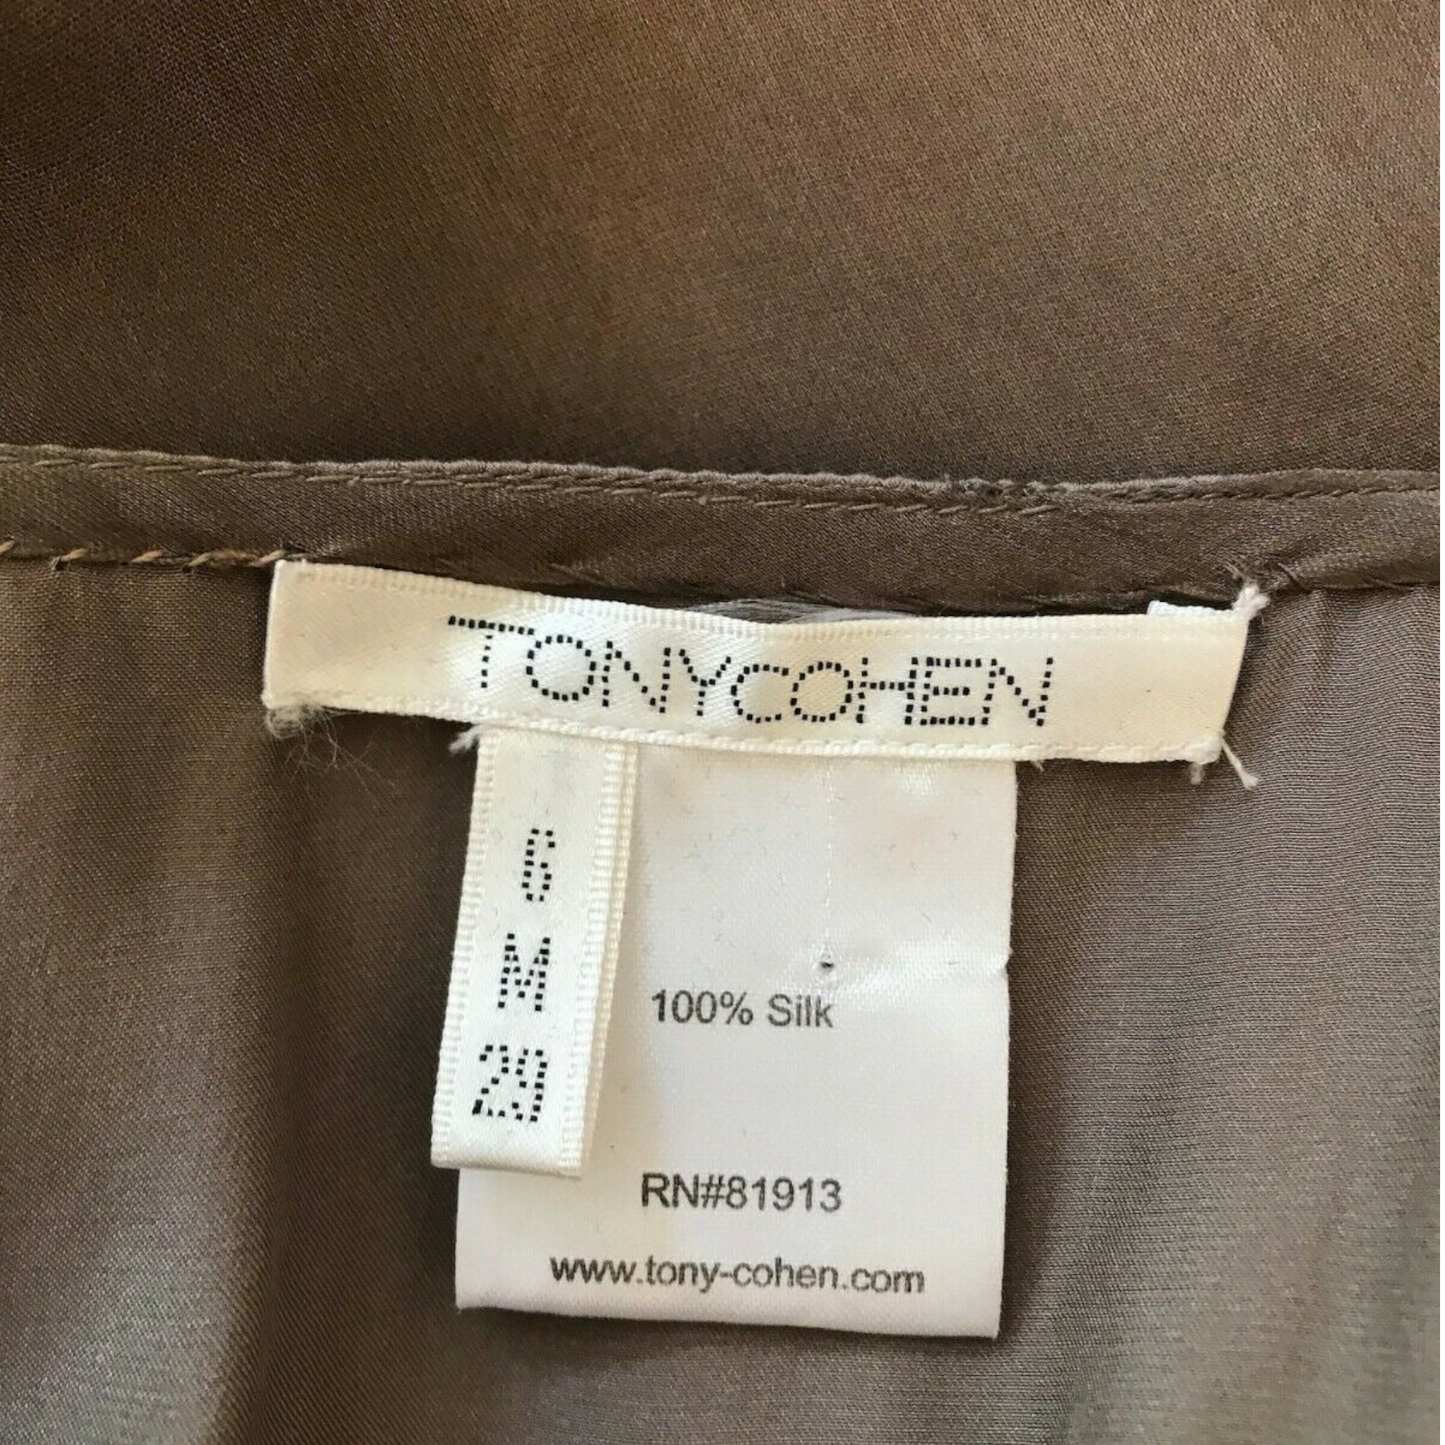 TONYCOHEN
6
M
29
100% Silk
RN#81913
www.tony-cohen.com